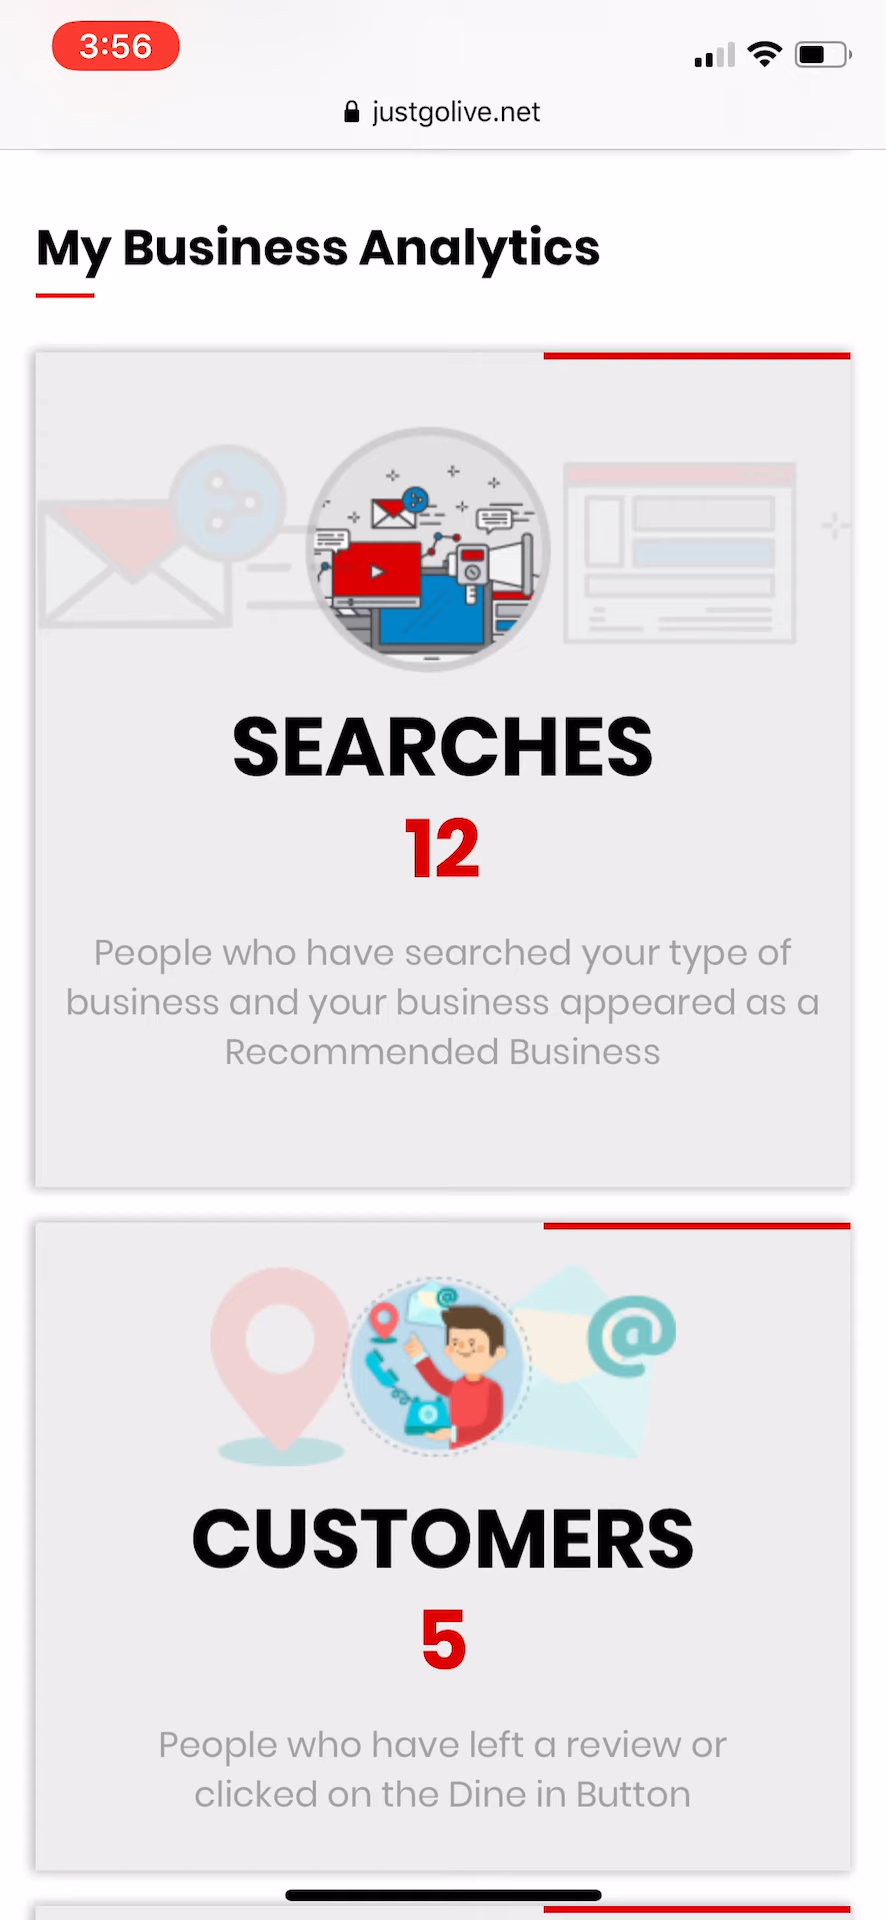 3:56
justgolive.net
My Business Analytics
SEARCHES
12
People who have searched your type of
business and your business appeared as a
Recommended Business
@
@
CUSTOMERS
5
People who have left a review or
clicked on the Dine in Button